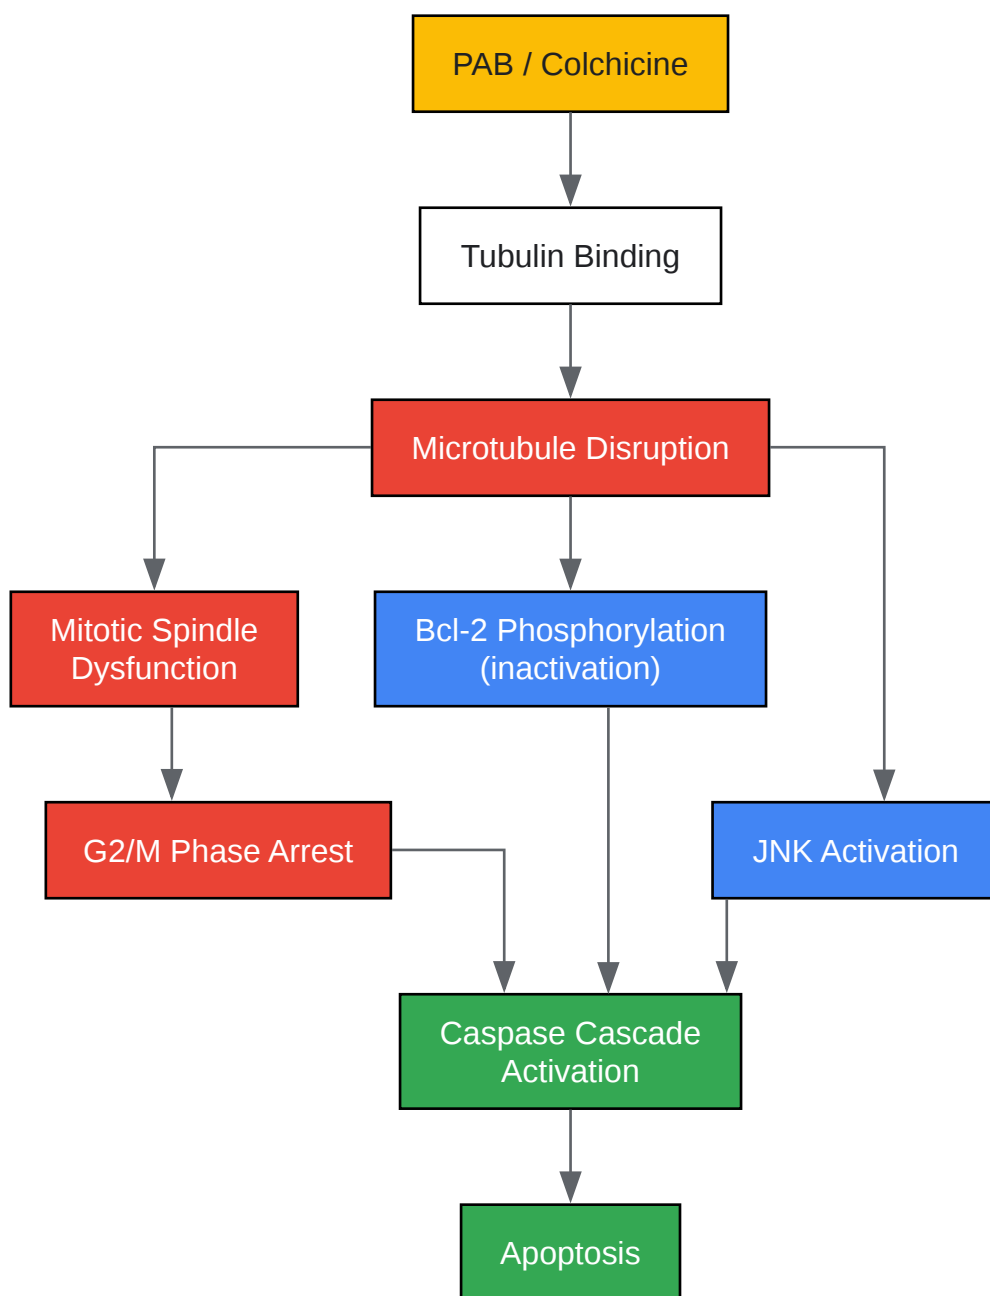 PAB / Colchicine
Tubulin Binding
Microtubule Disruption
Mitotic Spindle
Dysfunction
Bcl-2 Phosphorylation
(inactivation)
G2/M Phase Arrest
JNK Activation
Caspase Cascade
Activation
Apoptosis